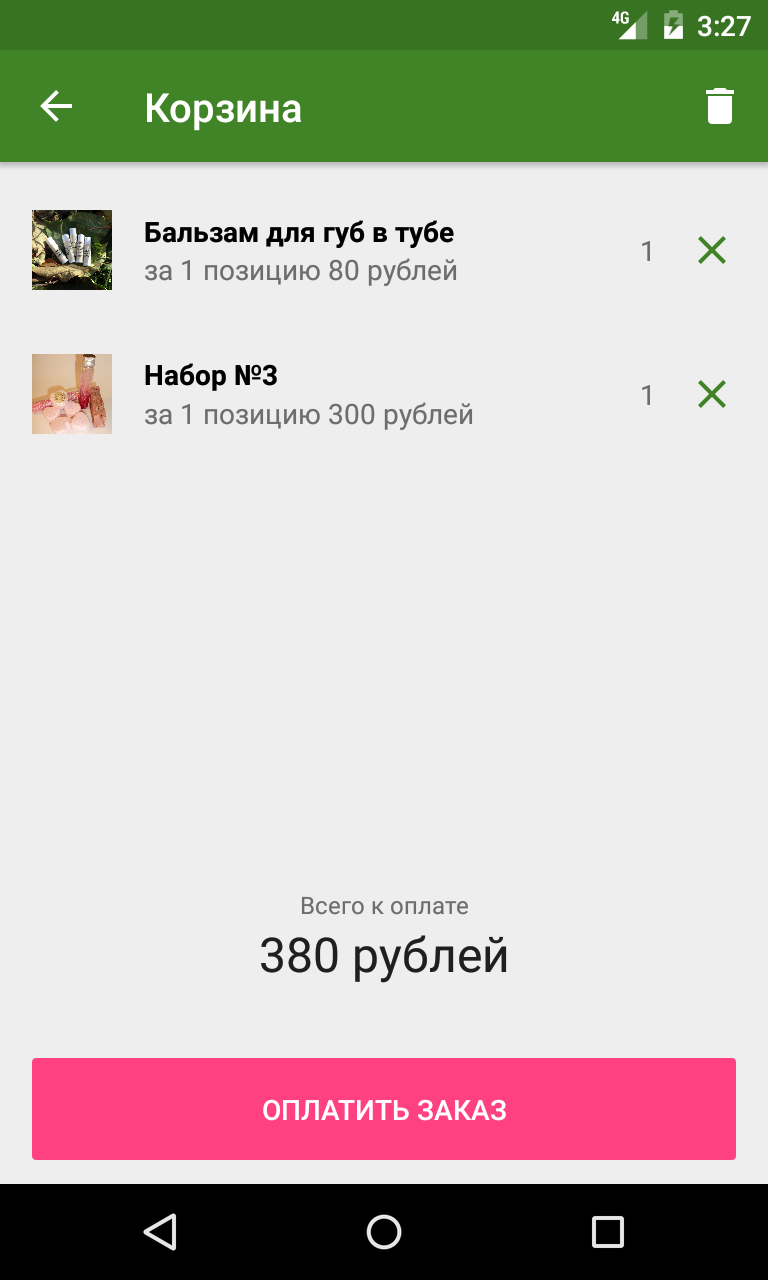 4G 3:27
Корзина
Бальзам для губ в тубе
за 1 позицию 80 рублей
1
Набор №3
за 1 позицию 300 рублей
1
Всего к оплате
380 рублей
ОПЛАТИТЬ ЗАКАЗ